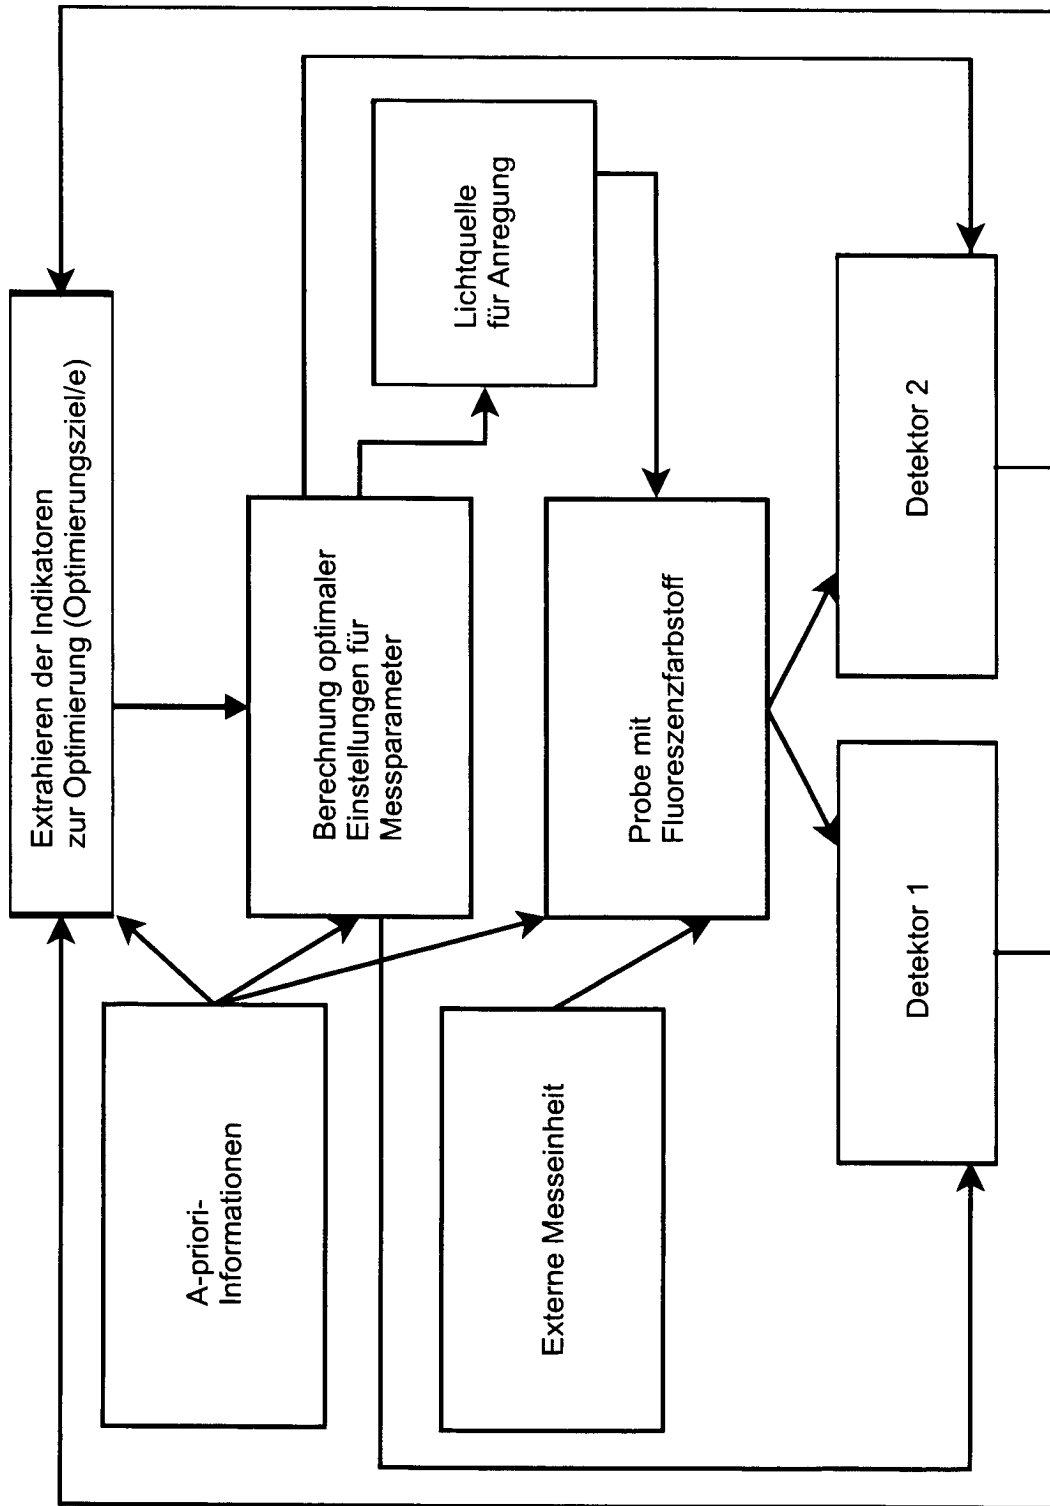 Extrahieren der Indikatoren
zur Optimierung (Optimierungsziel/e)
A-priori-
Informationen
Berechnung optimaler
Einstellungen für
Messparameter
Lichtquelle
für Anregung
Externe Messeinheit
Probe mit
Fluoreszenzfarbstoff
Detektor 1
Detektor 2